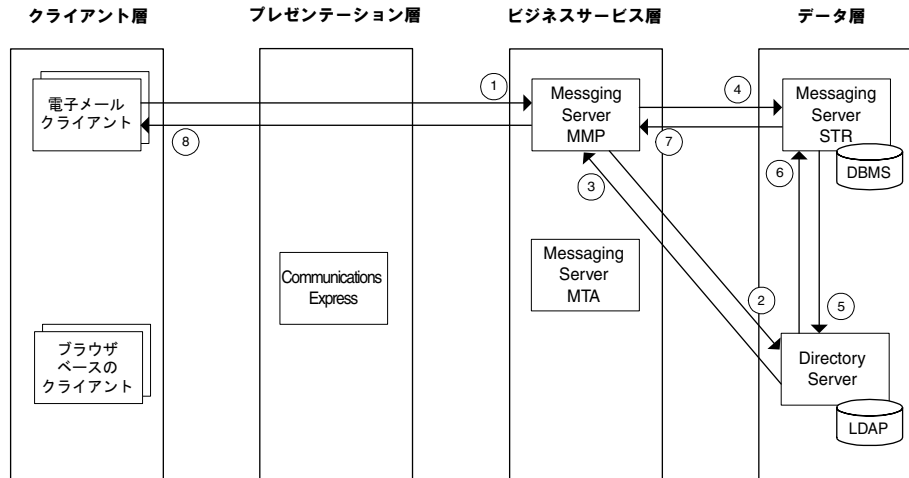 クライアント層
プレゼンテーション層
ビジネスサービス層
データ層
電子メール
クライアント
1
8
Messging
Server
MMP
4
7
Messaging
Server
STR
DBMS
3
6
Communications
Express
Messaging
Server
MTA
2
5
ブラウザ
ベースの
クライアント
Directory
Server
LDAP